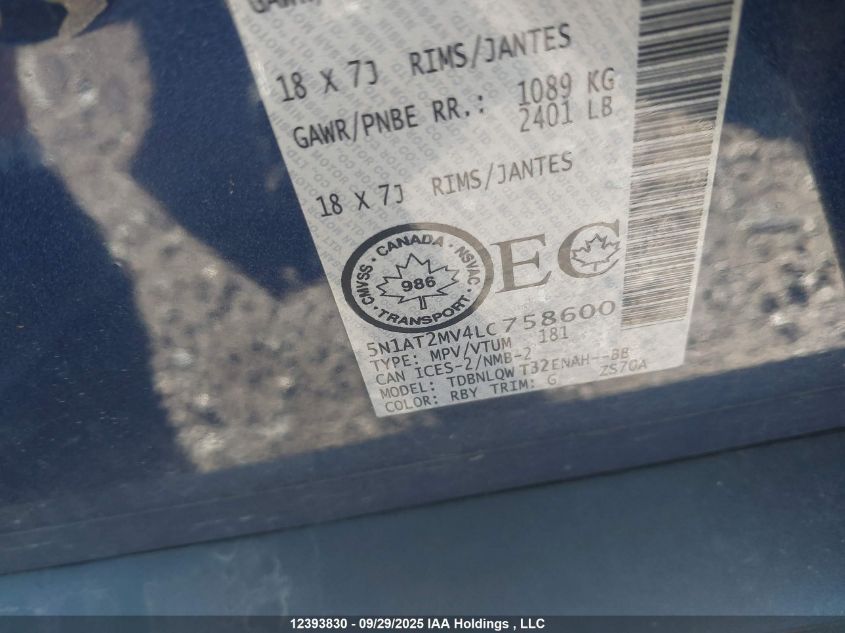 18 X 7J RIMS/JANTES
GAWR/PNBE RR.: 1089 KG
2401 LB
18 X 7J RIMS/JANTES
CANADA · NSVAC · TRANSPORT · CMVSS
986
EC
5N1AT2MV4LC758600
TYPE: MPV/VTUM 181
CAN ICES-2/NMB-2
MODEL: TDBNLQW T32ENAH--BB
COLOR: RBY TRIM: G ZS7GA
12393830 - 09/29/2025 IAA Holdings , LLC